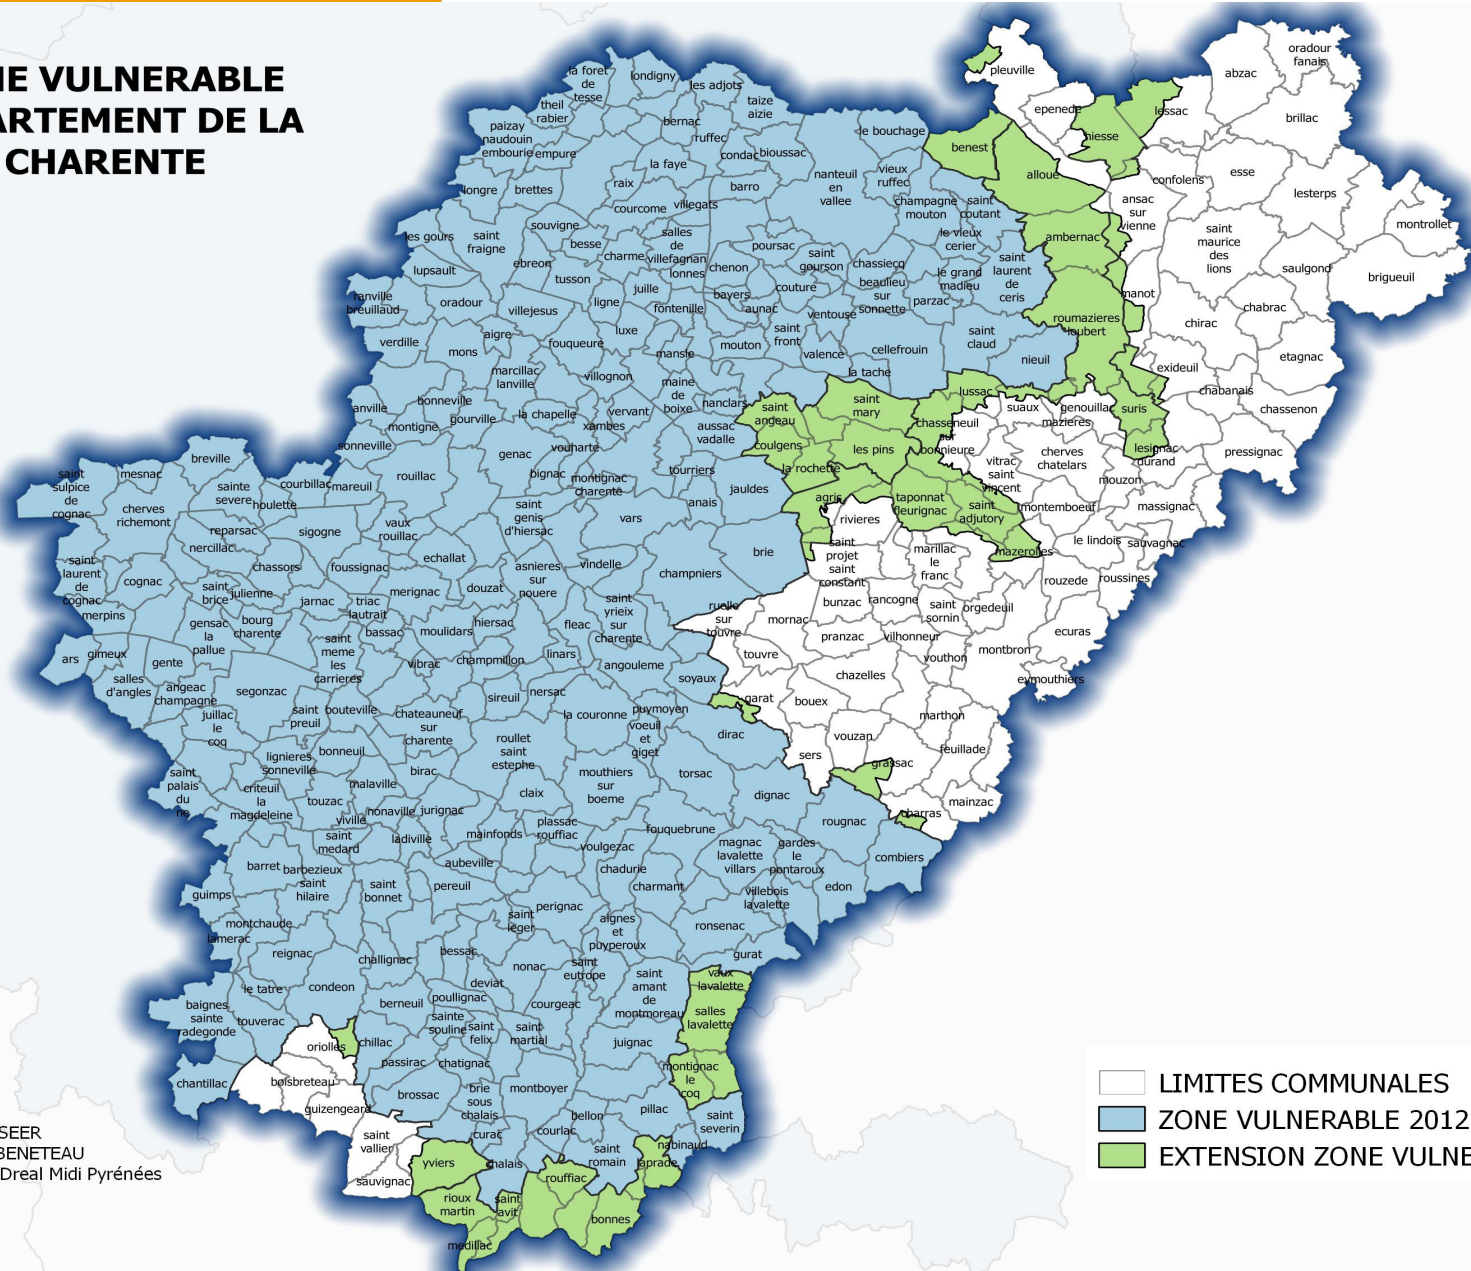 NE VULNERABLE
ARTEMENT DE LA
CHARENTE
la foret
de
tesse
londigny
les adjots
theil
rabier
taize
aizie
paizay
naudouin
embourie
empure
bernac
ruffec
condac
bioussac
le bouchage
la faye
nanteuil
en
vallee
vieux
ruffec
longre
brettes
raix
barro
courcome
villegats
champagne
mouton
saint
coutant
les gours
saint
fraigne
souvigne
besse
salles
de
villefagnan
charme
lonnes
poursac
saint
gourson
chassiecq
le vieux
cerier
saint
laurent
de
ceris
lupsault
ebreon
tusson
chenon
couture
beaulieu
sur
sonnette
le grand
madieu
ranville
breuillaud
oradour
villejesus
ligne
juille
fontenille
bayers
aunac
ventouse
parzac
verdille
aigre
mons
fouqueure
luxe
mansle
mouton
saint
front
valence
cellefrouin
saint
claud
nieuil
marcillac
lanville
villognon
maine
de
boixe
nanclars
la tache
anville
bonneville
montigne
gourville
la chapelle
xambes
vervant
aussac
vadalle
sonneville
genac
vouharte
bignac
montignac
charente
tourriers
jauldes
rouillac
anais
pleuville
epenede
hiesse
lessac
abzac
oradour
fanais
brillac
benest
alloue
confolens
esse
lesterps
ansac
sur
vienne
montrollet
ambernac
saint
maurice
des
lions
saulgond
brigueuil
manot
roumazieres
loubert
chirac
chabrac
etagnac
exideuil
chabanais
chassenon
lussac
suaux
genouillac
mazieres
suris
saint
mary
saint
angeau
chasseneuil
sur
bonnieure
coulgens
les pins
cherves
chatelars
lesignac
durand
pressignac
la rochette
vitrac
saint
vincent
mouzon
agris
taponnat
fleurignac
saint
adjutory
montemboeuf
massignac
rivieres
mazerolles
le lindois
sauvagnac
saint
projet
saint
constant
marillac
le
franc
rouzede
roussines
bunzac
rancogne
saint
sornin
orgedeuil
mornac
pranzac
vilhonneur
ecuras
touvre
vouthon
montbron
chazelles
eymouthiers
garat
bouex
marthon
vouzan
feuillade
sers
grassac
mainzac
charras
breville
saint
sulpice
de
cognac
mesnac
sainte
severe
houlette
courbillac
mareuil
cherves
richemont
reparsac
sigogne
vaux
rouillac
saint
genis
d'hiersac
vars
nercillac
echallat
brie
saint
laurent
de
cognac
cognac
chassors
foussignac
asnieres
sur
nouere
vindelle
champniers
saint
brice
julienne
jarnac
triac
lautrait
merignac
douzat
merpins
gensac
la
pallue
bourg
charente
bassac
moulidars
hiersac
fleac
saint
yrieix
sur
charente
ruelle
sur
touvre
ars
gimeux
gente
saint
meme
les
carrieres
vibrac
champmillon
linars
angouleme
soyaux
salles
d'angles
angeac
champagne
segonzac
sireuil
nersac
juillac
le
coq
saint
preuil
bouteville
chateauneuf
sur
charente
la couronne
puymoyen
voeuil
et
giget
dirac
lignieres
sonneville
bonneuil
roullet
saint
estephe
saint
palais
du
ne
criteuil
la
magdeleine
touzac
malaville
birac
claix
mouthiers
sur
boeme
torsac
dignac
viville
nonaville
jurignac
saint
medard
ladiville
mainfonds
plassac
rouffiac
fouquebrune
rougnac
aubeville
voulgezac
magnac
lavalette
villars
gardes
le
pontaroux
combiers
barret
barbezieux
saint
hilaire
saint
bonnet
pereuil
chadurie
charmant
villebois
lavalette
edon
guimps
perignac
saint
leger
aignes
et
puyperoux
ronsenac
montchaude
lamerac
reignac
challignac
bessac
nonac
saint
eutrope
gurat
saint
amant
de
montmoreau
vaux
lavalette
le tatre
condeon
deviat
baignes
sainte
radegonde
berneuil
poullignac
courgeac
salles
lavalette
touverac
sainte
souline
saint
felix
saint
martial
oriolles
chillac
juignac
passirac
chatignac
montignac
le
coq
chantillac
boisbreteau
brossac
brie
sous
chalais
montboyer
guizengeard
bellon
pillac
saint
severin
saint
vallier
curac
courlac
nabinaud
saint
romain
yviers
chalais
laprade
sauvignac
rouffiac
rioux
martin
saint
avit
bonnes
medillac
LIMITES COMMUNALES
ZONE VULNERABLE 2012
EXTENSION ZONE VULNE
SEER
BENETEAU
Dreal Midi Pyrénées